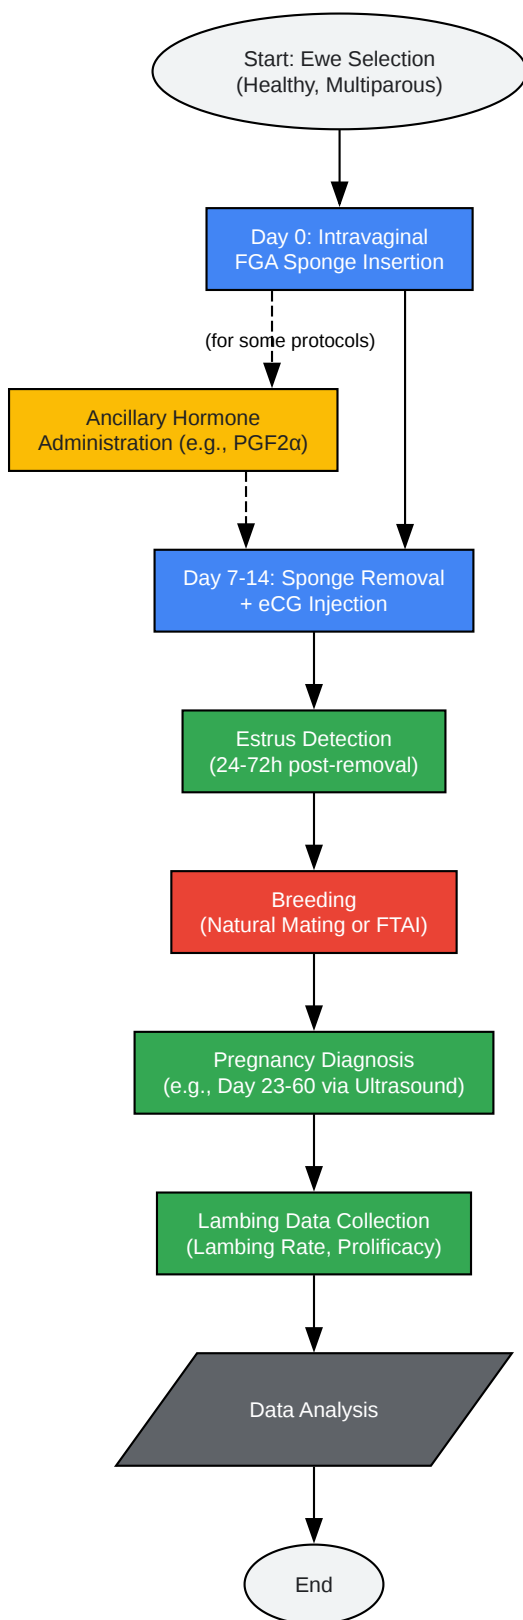 Start: Ewe Selection
(Healthy, Multiparous)
Day 0: Intravaginal
FGA Sponge Insertion
(for some protocols)
Ancillary Hormone
Administration (e.g., PGF2α)
Day 7-14: Sponge Removal
+ eCG Injection
Estrus Detection
(24-72h post-removal)
Breeding
(Natural Mating or FTAI)
Pregnancy Diagnosis
(e.g., Day 23-60 via Ultrasound)
Lambing Data Collection
(Lambing Rate, Prolificacy)
Data Analysis
End